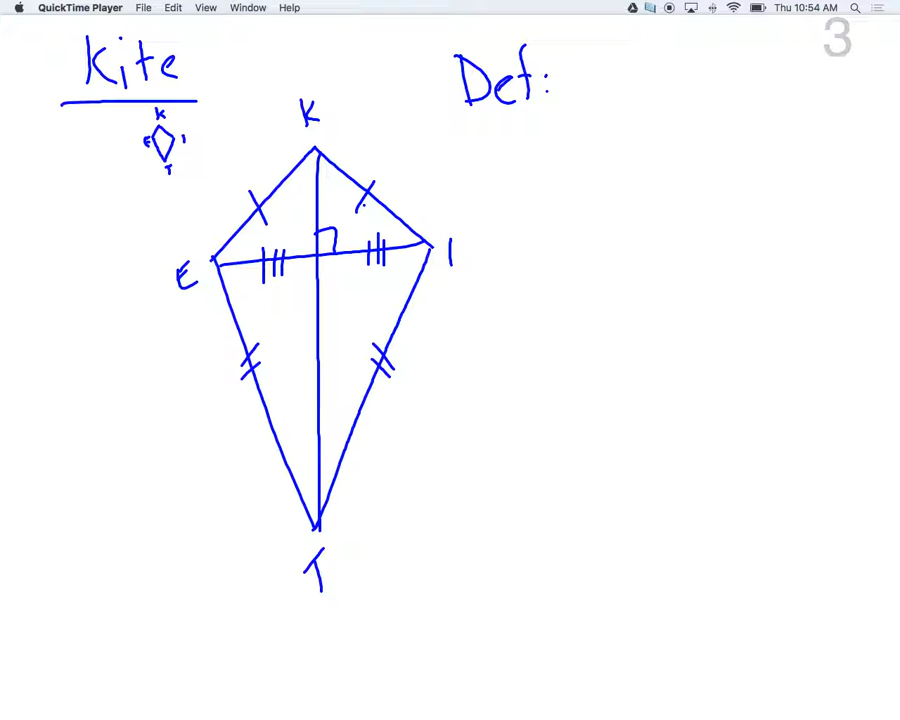 QuickTime Player File Edit View Window Help Thu 10:54 AM
3
Kite
Def:
K
E I
T
K
E I
T